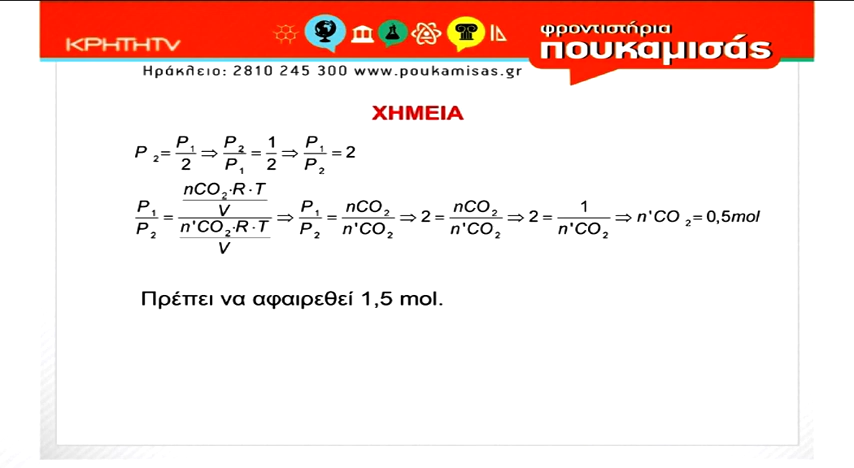 ΚΡΗΤΗTV
φροντιστήρια
πουκαμισάς
Ηράκλειο: 2810 245 300 www.poukamisas.gr
ΧΗΜΕΙΑ
P₂ = P₁/2 ⇒ P₂/P₁ = 1/2 ⇒ P₁/P₂ = 2
P₁/P₂ = (nCO₂·R·T/V)/(n'CO₂·R·T/V) ⇒ P₁/P₂ = nCO₂/n'CO₂ ⇒ 2 = nCO₂/n'CO₂ ⇒ 2 = 1/n'CO₂ ⇒ n'CO₂ = 0,5mol
Πρέπει να αφαιρεθεί 1,5 mol.